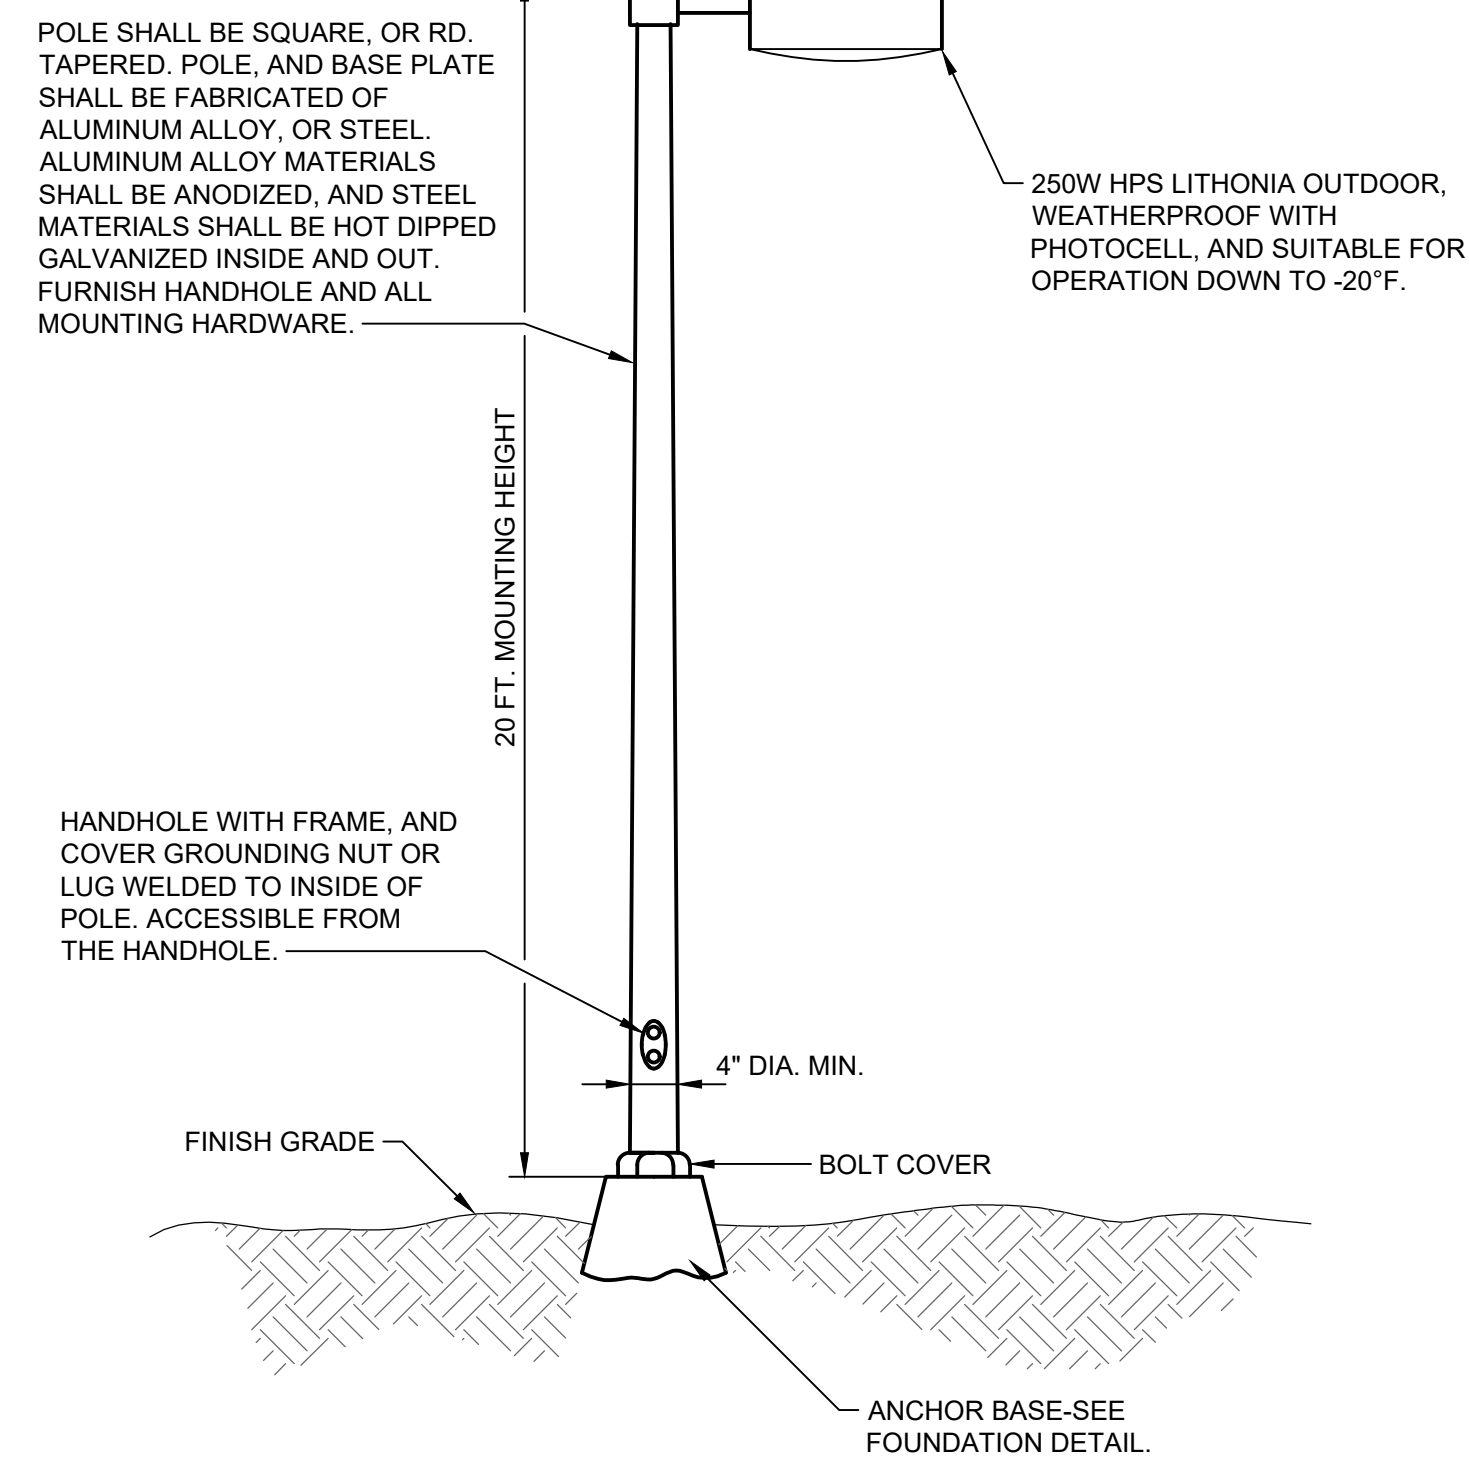 POLE SHALL BE SQUARE, OR RD.
TAPERED. POLE, AND BASE PLATE
SHALL BE FABRICATED OF
ALUMINUM ALLOY, OR STEEL.
ALUMINUM ALLOY MATERIALS
SHALL BE ANODIZED, AND STEEL
MATERIALS SHALL BE HOT DIPPED
GALVANIZED INSIDE AND OUT.
FURNISH HANDHOLE AND ALL
MOUNTING HARDWARE.
250W HPS LITHONIA OUTDOOR,
WEATHERPROOF WITH
PHOTOCELL, AND SUITABLE FOR
OPERATION DOWN TO -20°F.
20 FT. MOUNTING HEIGHT
HANDHOLE WITH FRAME, AND
COVER GROUNDING NUT OR
LUG WELDED TO INSIDE OF
POLE. ACCESSIBLE FROM
THE HANDHOLE.
4" DIA. MIN.
FINISH GRADE
BOLT COVER
ANCHOR BASE-SEE
FOUNDATION DETAIL.